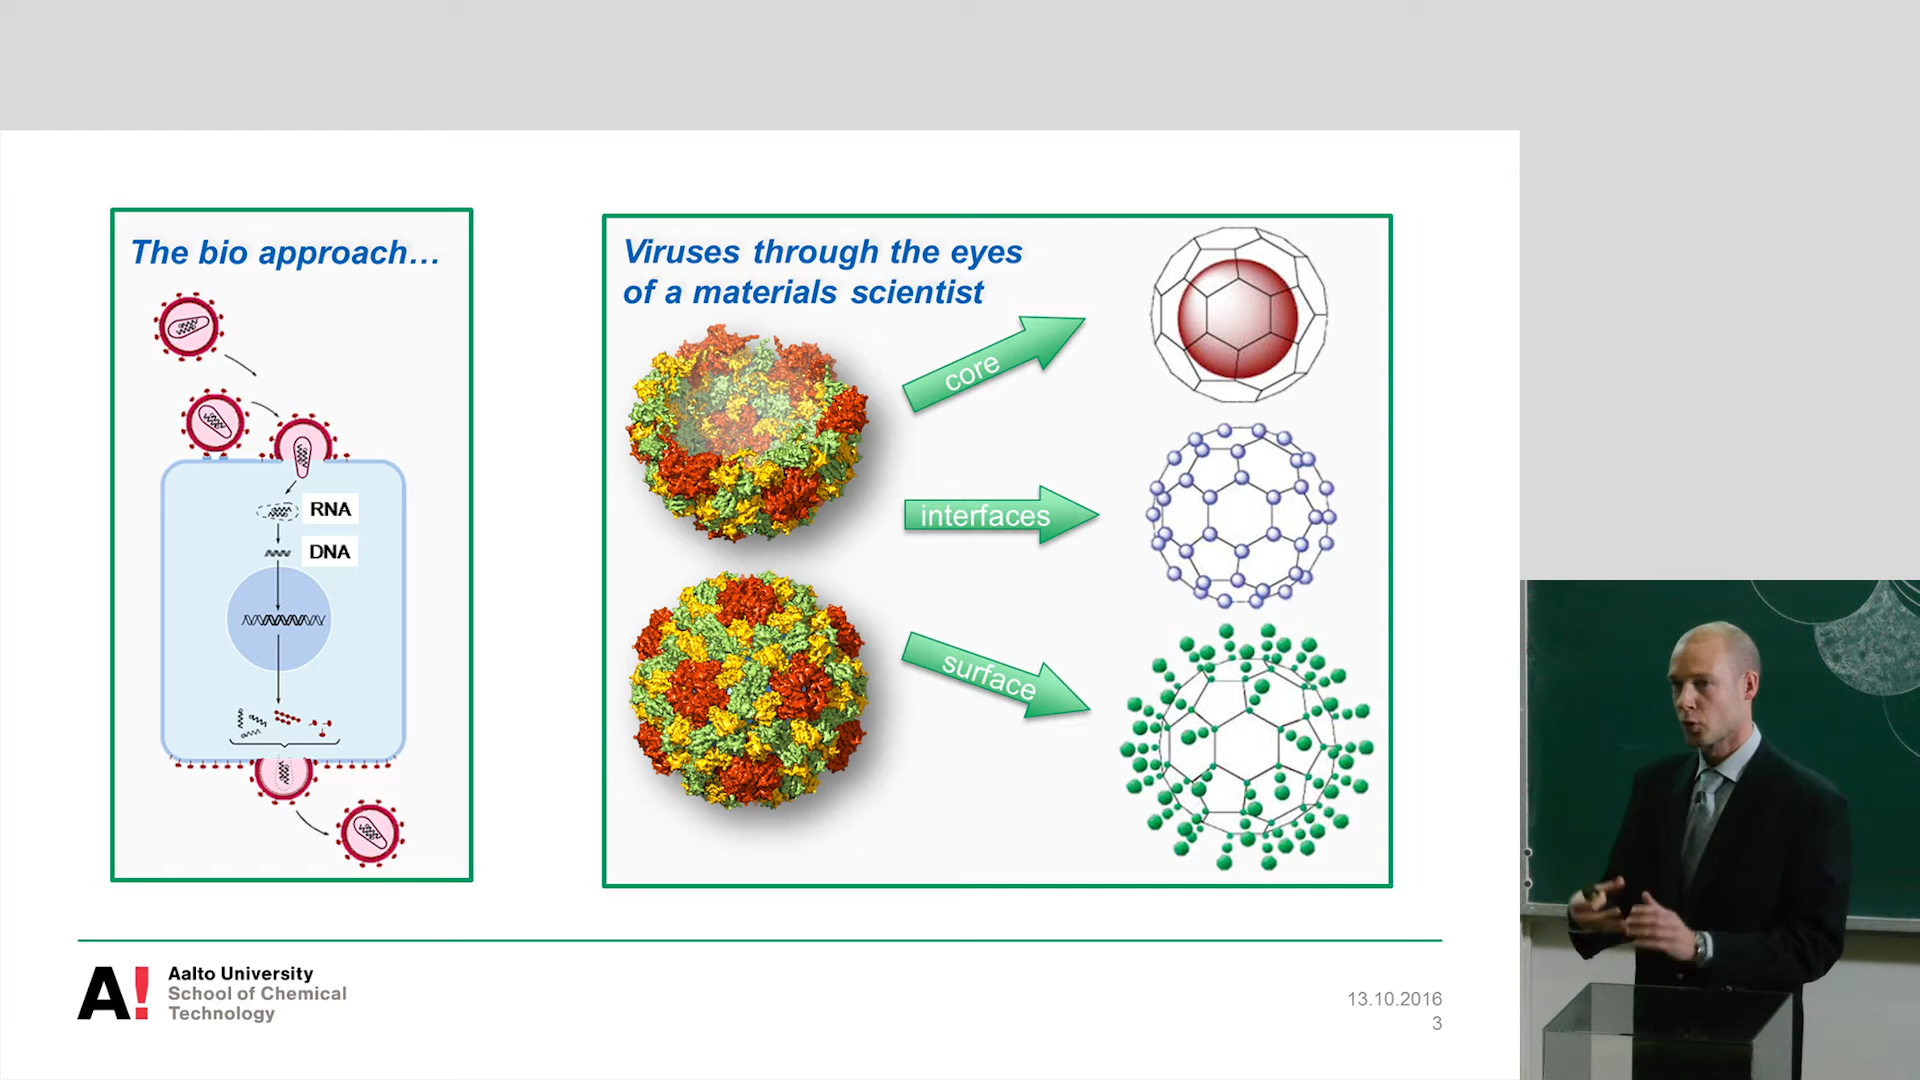 The bio approach…
RNA
DNA
Viruses through the eyes
of a materials scientist
core
interfaces
surface
A!
Aalto University
School of Chemical
Technology
13.10.2016
3